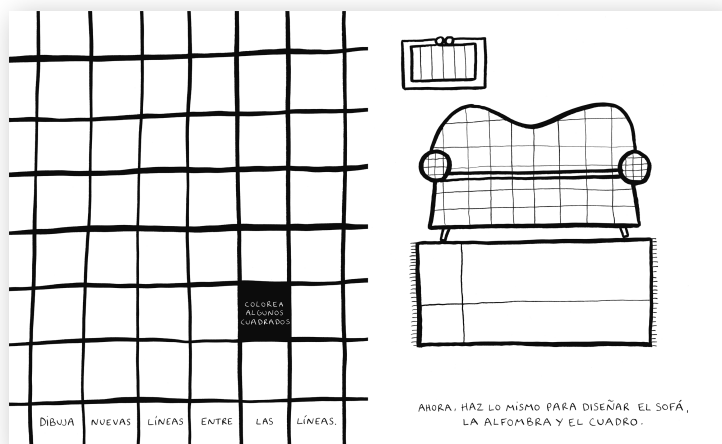 COLOREA
ALGUNOS
CUADRADOS
DIBUJA NUEVAS LÍNEAS ENTRE LAS LÍNEAS.
AHORA, HAZ LO MISMO PARA DISEÑAR EL SOFÁ,
LA ALFOMBRA Y EL CUADRO.